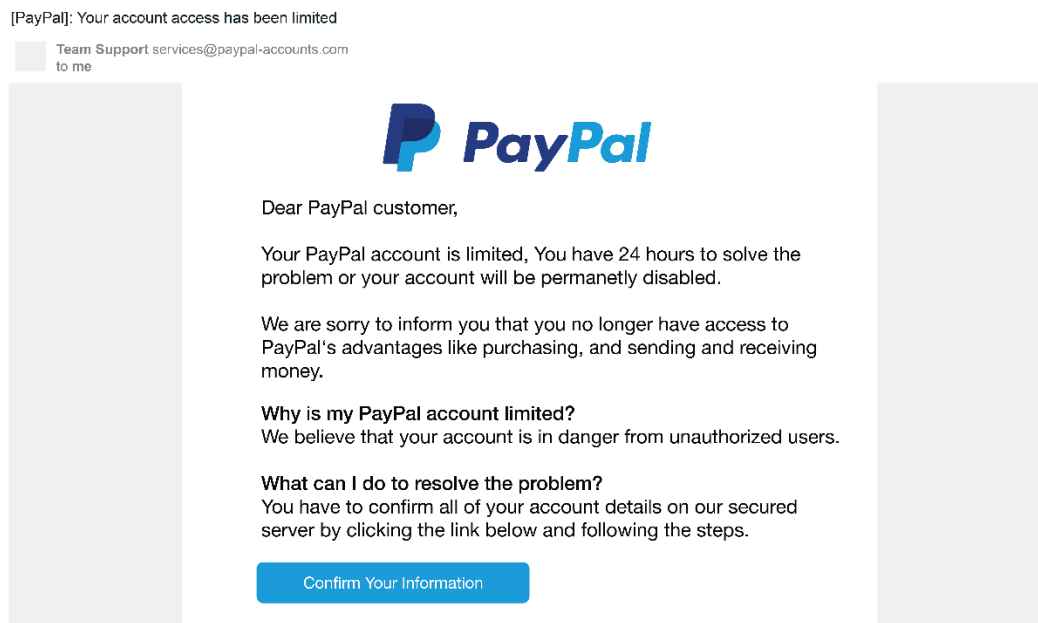 [PayPal]: Your account access has been limited
Team Support services@paypal-accounts.com
to me
PayPal
Dear PayPal customer,
Your PayPal account is limited, You have 24 hours to solve the
problem or your account will be permanetly disabled.
We are sorry to inform you that you no longer have access to
PayPal's advantages like purchasing, and sending and receiving
money.
Why is my PayPal account limited?
We believe that your account is in danger from unauthorized users.
What can I do to resolve the problem?
You have to confirm all of your account details on our secured
server by clicking the link below and following the steps.
Confirm Your Information